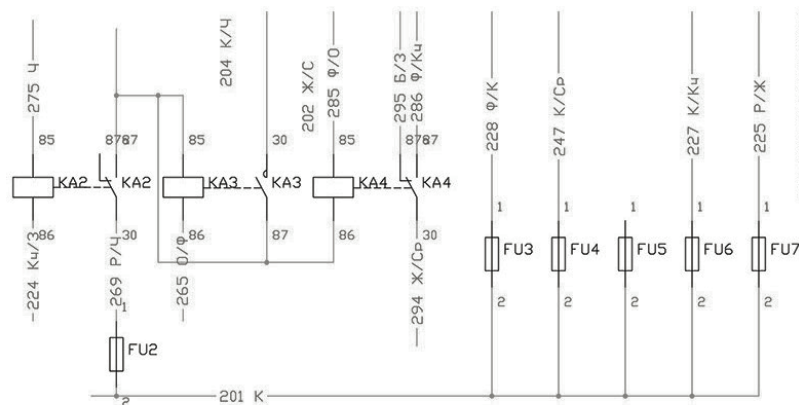 275 Ч
204 К/Ч
202 Ж/С
285 Ф/О
295 Б/З
286 Ф/Кч
228 Ф/К
247 К/Ср
227 К/Кч
225 Р/Ж
85
87
85
30
85
87
KA2
KA2
KA3
KA3
KA4
KA4
86
30
86
87
86
30
224 Кч/З
269 Р/Ч
265 О/Ф
294 Ж/Ср
1
1
1
1
1
FU3
FU4
FU5
FU6
FU7
2
2
2
2
2
1
FU2
2
201 К